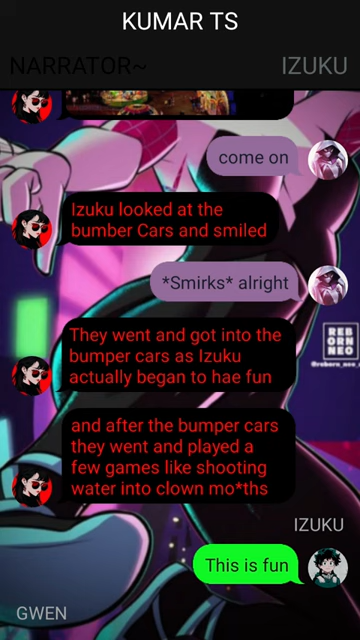 KUMAR TS
NARRATOR~
IZUKU
come on
Izuku looked at the
bumber Cars and smiled
*Smirks* alright
They went and got into the
bumper cars as Izuku
actually began to hae fun
REB
ORN
NEO
and after the bumper cars
they went and played a
few games like shooting
water into clown mo*ths
IZUKU
This is fun
GWEN